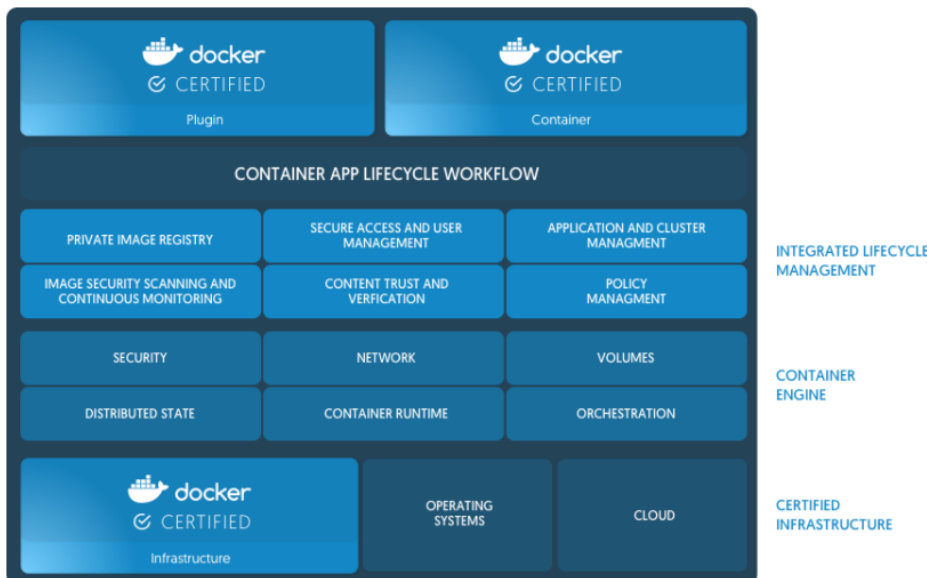 docker
CERTIFIED
Plugin
docker
CERTIFIED
Container
CONTAINER APP LIFECYCLE WORKFLOW
PRIVATE IMAGE REGISTRY
SECURE ACCESS AND USER
MANAGEMENT
APPLICATION AND CLUSTER
MANAGMENT
IMAGE SECURITY SCANNING AND
CONTINUOUS MONITORING
CONTENT TRUST AND
VERFICATION
POLICY
MANAGMENT
INTEGRATED LIFECYCLE
MANAGEMENT
SECURITY
NETWORK
VOLUMES
DISTRIBUTED STATE
CONTAINER RUNTIME
ORCHESTRATION
CONTAINER
ENGINE
docker
CERTIFIED
Infrastructure
OPERATING
SYSTEMS
CLOUD
CERTIFIED
INFRASTRUCTURE